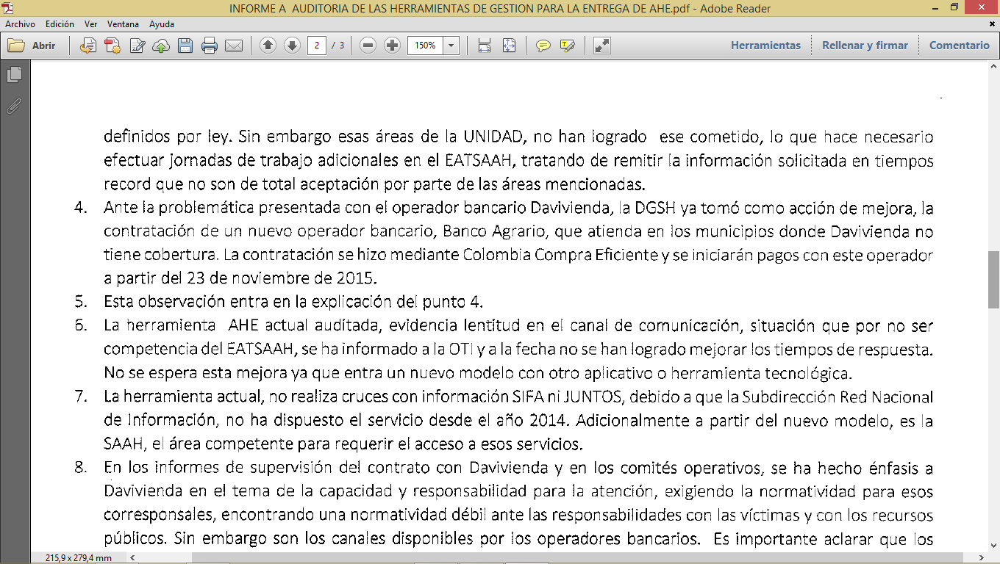 INFORME A  AUDITORIA DE LAS HERRAMIENTAS DE GESTION PARA LA ENTREGA DE AHE.pdf - Adobe Reader
Archivo Edición Ver Ventana Ayuda
Abrir 2 / 3 150% Herramientas Rellenar y firmar Comentario
definidos por ley. Sin embargo esas áreas de la UNIDAD, no han logrado  ese cometido, lo que hace necesario
efectuar jornadas de trabajo adicionales en el EATSAAH, tratando de remitir la información solicitada en tiempos
record que no son de total aceptación por parte de las áreas mencionadas.
4. Ante la problemática presentada con el operador bancario Davivienda, la DGSH ya tomó como acción de mejora, la
contratación de un nuevo operador bancario, Banco Agrario, que atienda en los municipios donde Davivienda no
tiene cobertura. La contratación se hizo mediante Colombia Compra Eficiente y se iniciarán pagos con este operador
a partir del 23 de noviembre de 2015.
5. Esta observación entra en la explicación del punto 4.
6. La herramienta  AHE actual auditada, evidencia lentitud en el canal de comunicación, situación que por no ser
competencia del EATSAAH, se ha informado a la OTI y a la fecha no se han logrado mejorar los tiempos de respuesta.
No se espera esta mejora ya que entra un nuevo modelo con otro aplicativo o herramienta tecnológica.
7. La herramienta actual, no realiza cruces con información SIFA ni JUNTOS, debido a que la Subdirección Red Nacional
de Información, no ha dispuesto el servicio desde el año 2014. Adicionalmente a partir del nuevo modelo, es la
SAAH, el área competente para requerir el acceso a esos servicios.
8. En los informes de supervisión del contrato con Davivienda y en los comités operativos, se ha hecho énfasis a
Davivienda en el tema de la capacidad y responsabilidad para la atención, exigiendo la normatividad para esos
corresponsales, encontrando una normatividad débil ante las responsabilidades con las víctimas y con los recursos
públicos. Sin embargo son los canales disponibles por los operadores bancarios.  Es importante aclarar que los
215,9 x 279,4 mm